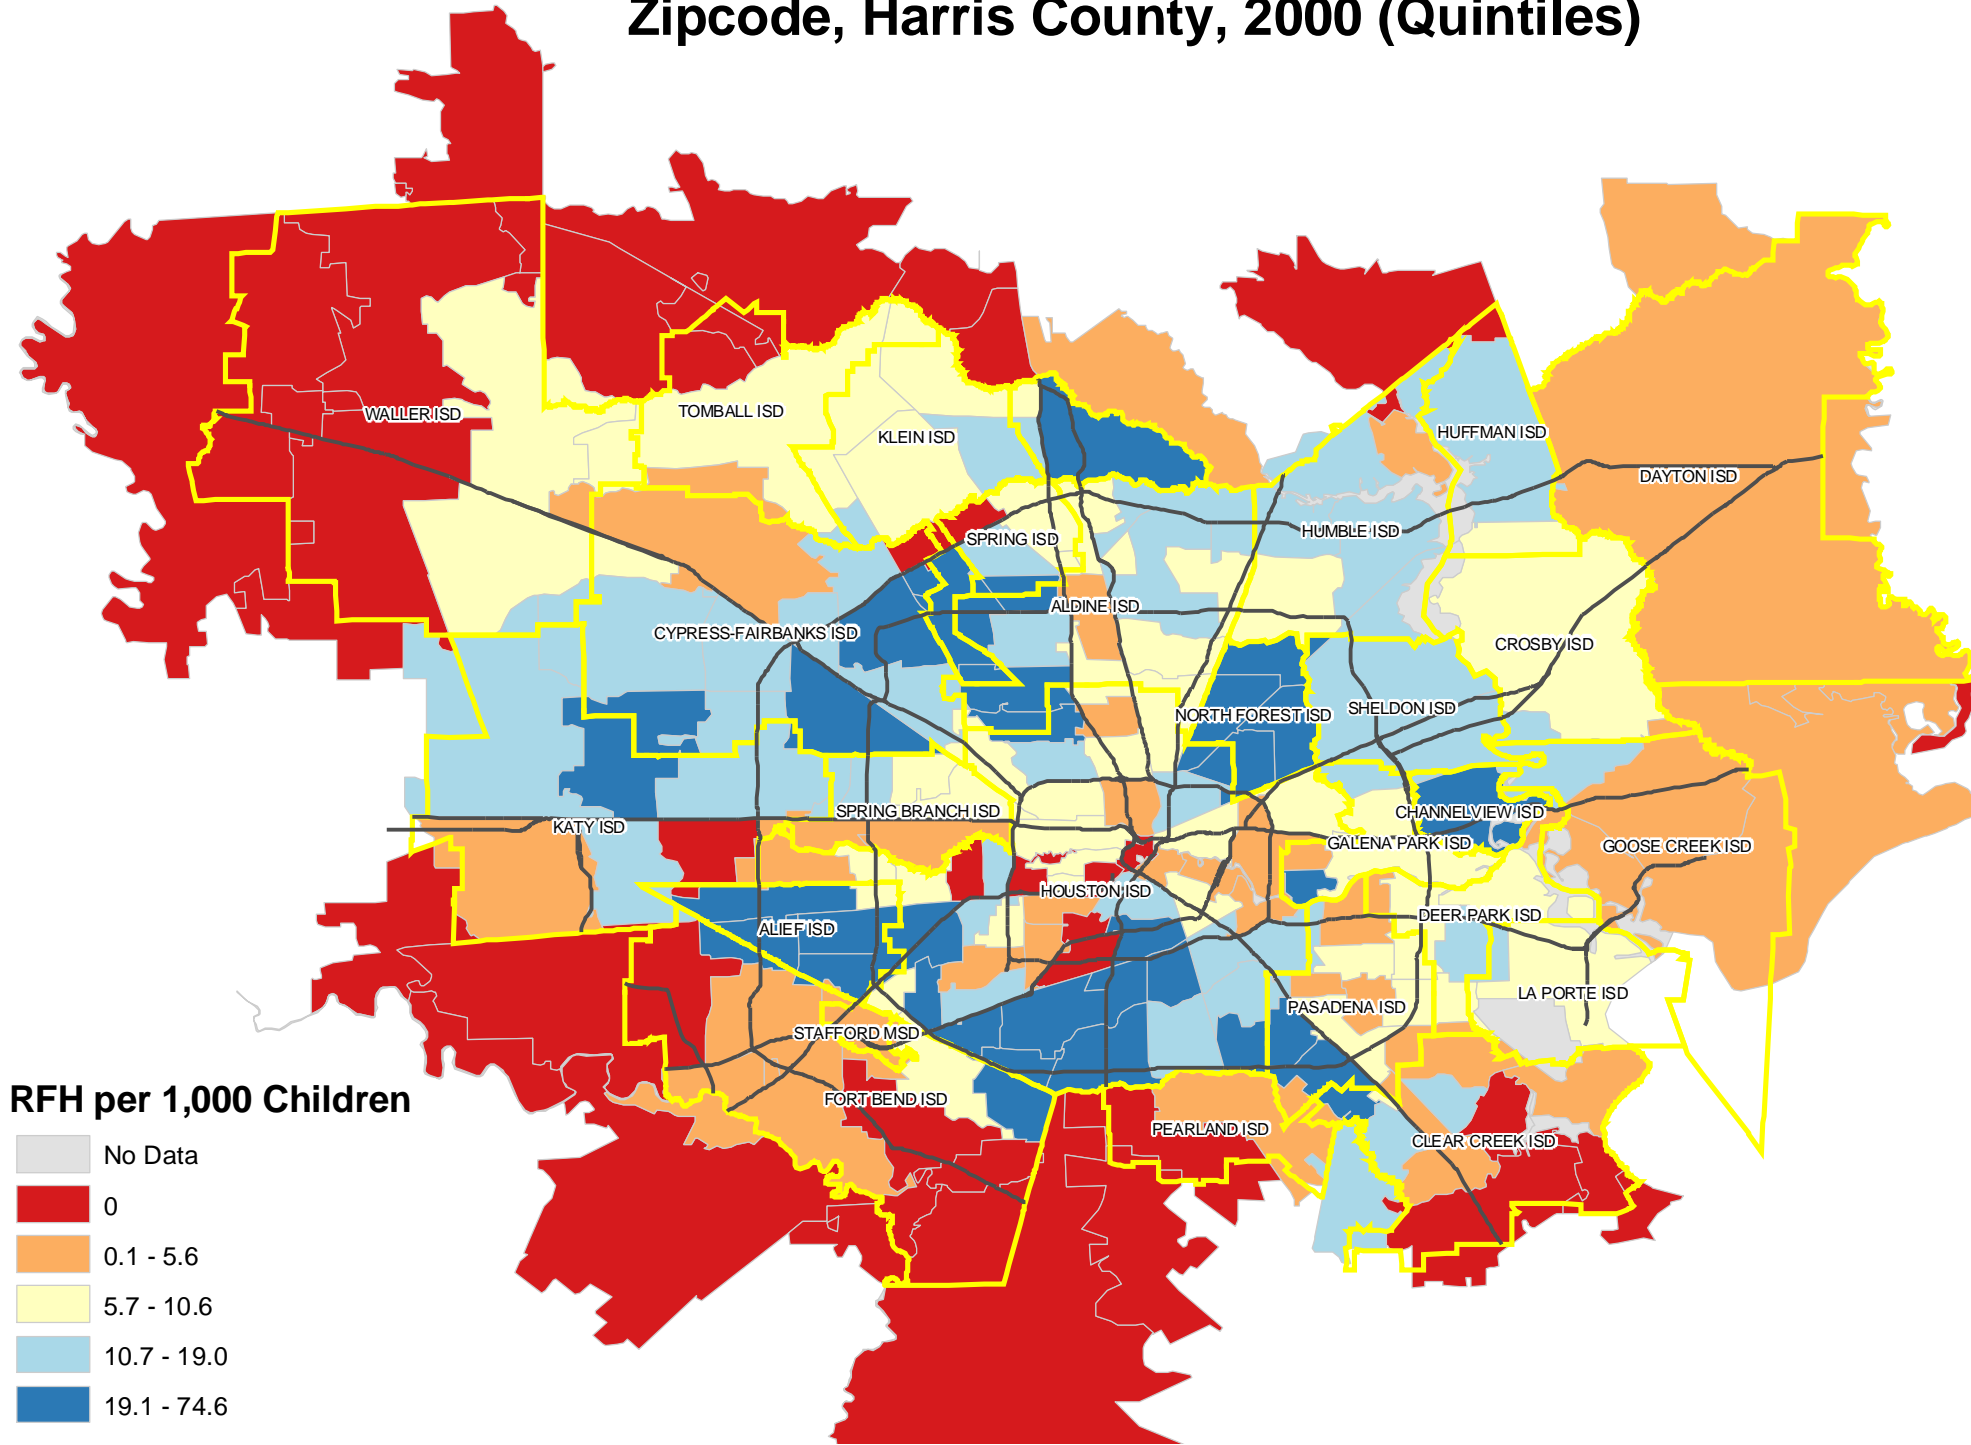 Zipcode, Harris County, 2000 (Quintiles)
WALLER ISD
TOMBALL ISD
KLEIN ISD
HUFFMAN ISD
DAYTON ISD
SPRING ISD
HUMBLE ISD
ALDINE ISD
CYPRESS-FAIRBANKS ISD
CROSBY ISD
NORTH FOREST ISD
SHELDON ISD
SPRING BRANCH ISD
CHANNELVIEW ISD
KATY ISD
GALENA PARK ISD
GOOSE CREEK ISD
HOUSTON ISD
DEER PARK ISD
ALIEF ISD
LA PORTE ISD
PASADENA ISD
STAFFORD MSD
FORT BEND ISD
PEARLAND ISD
CLEAR CREEK ISD
RFH per 1,000 Children
No Data
0
0.1 - 5.6
5.7 - 10.6
10.7 - 19.0
19.1 - 74.6